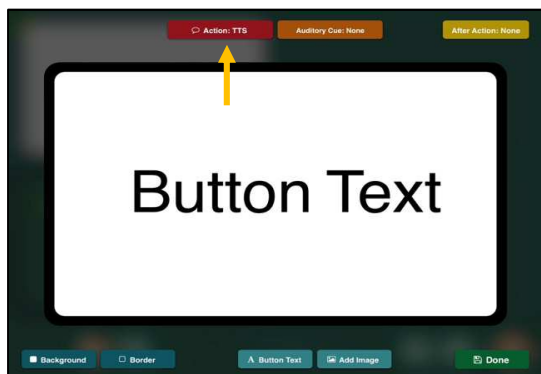 Action: TTS
Auditory Cue: None
After Action: None
Button Text
Background
Border
A Button Text
Add Image
Done